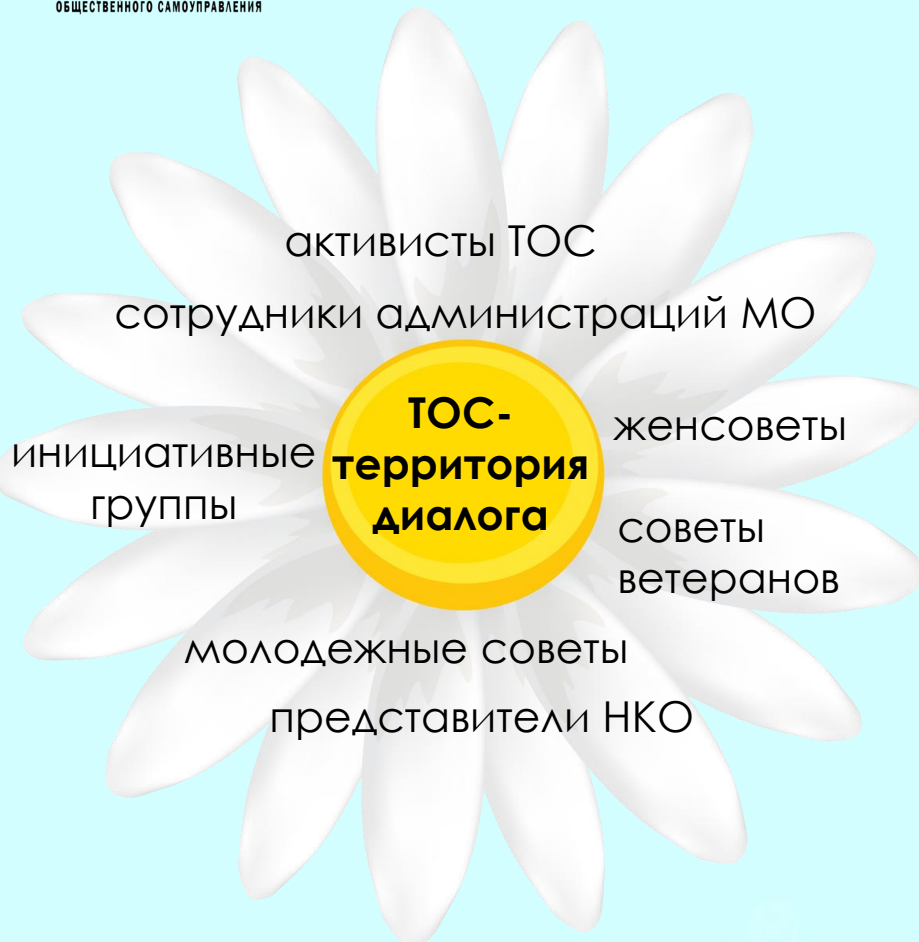 ОБЩЕСТВЕННОГО САМОУПРАВЛЕНИЯ
активисты ТОС
сотрудники администраций МО
инициативные
группы
ТОС-
территория
диалога
женсоветы
советы
ветеранов
молодежные советы
представители НКО